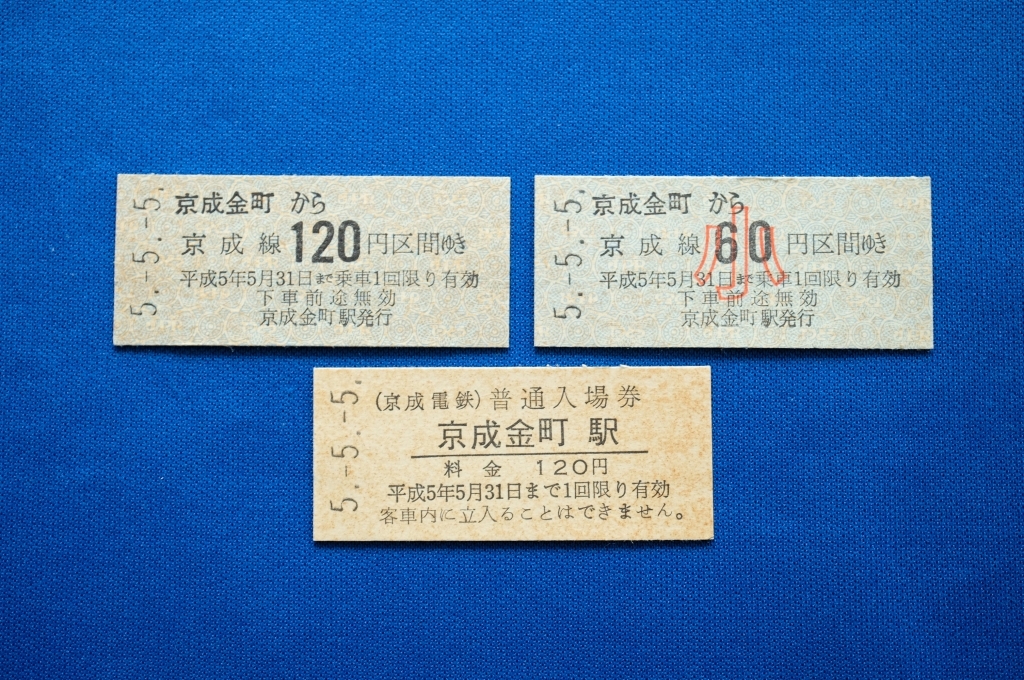 5.-5.-5.
京成金町 から
京成線120円区間ゆき
平成5年5月31日まで乗車1回限り有効
下車前途無効
京成金町駅発行
5.-5.-5.
京成金町 から
京成線60円区間ゆき
小
平成5年5月31日まで乗車1回限り有効
下車前途無効
京成金町駅発行
5.-5.-5.
(京成電鉄)普通入場券
京成金町 駅
料金 120円
平成5年5月31日まで1回限り有効
客車内に立入ることはできません。